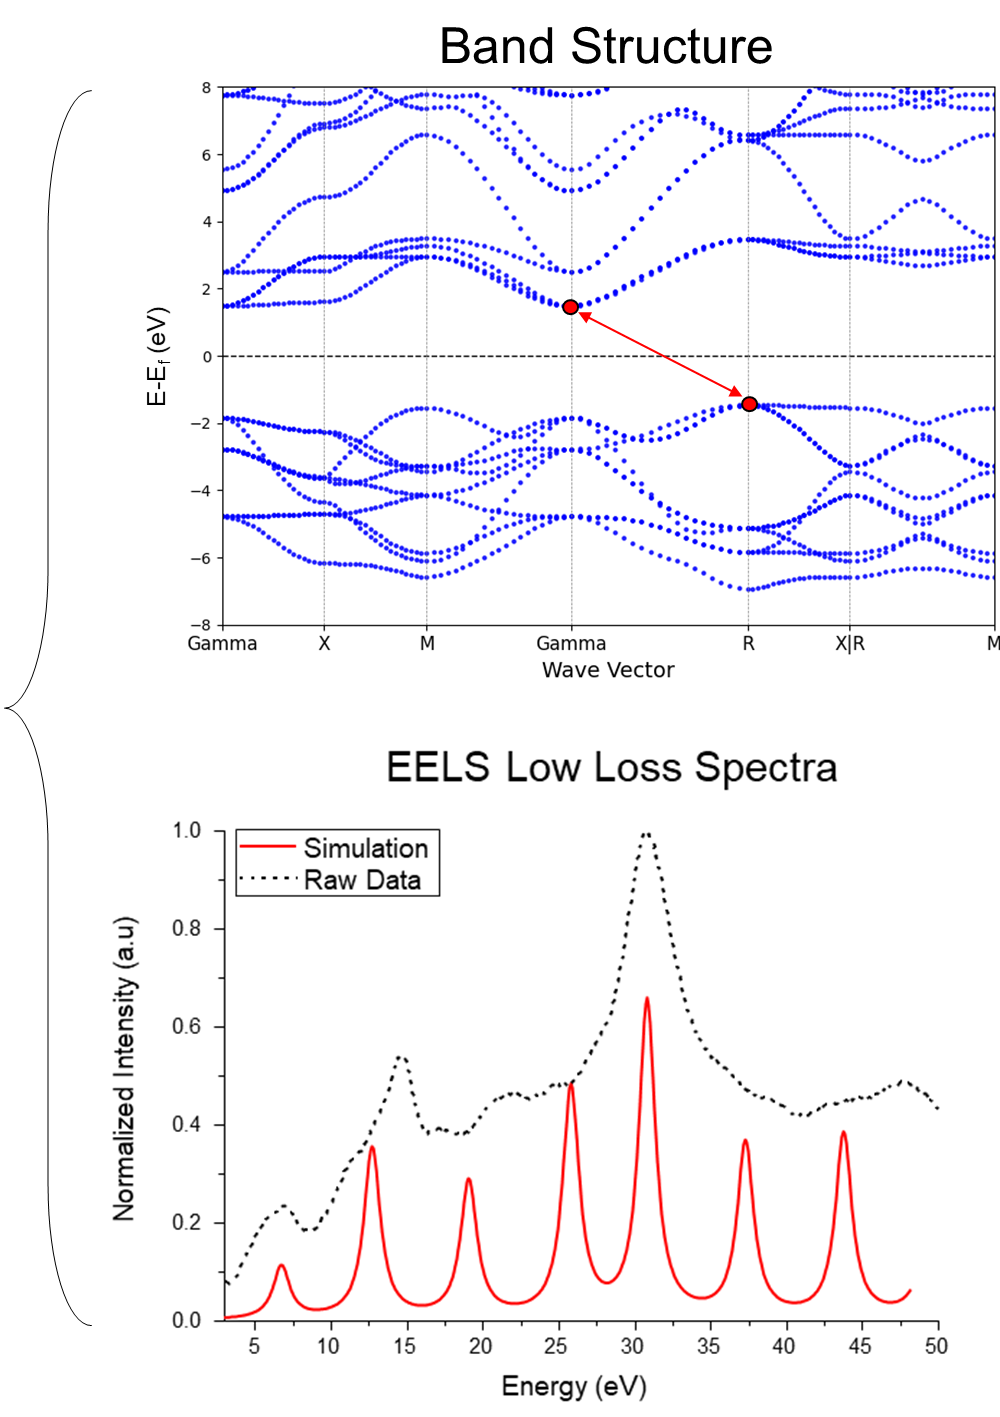 Band Structure
8
6
4
2
0
−2
−4
−6
−8
E-Ef (eV)
Gamma X M Gamma R X|R M
Wave Vector
EELS Low Loss Spectra
Simulation
Raw Data
1.0
0.8
0.6
0.4
0.2
0.0
Normalized Intensity (a.u)
5 10 15 20 25 30 35 40 45 50
Energy (eV)